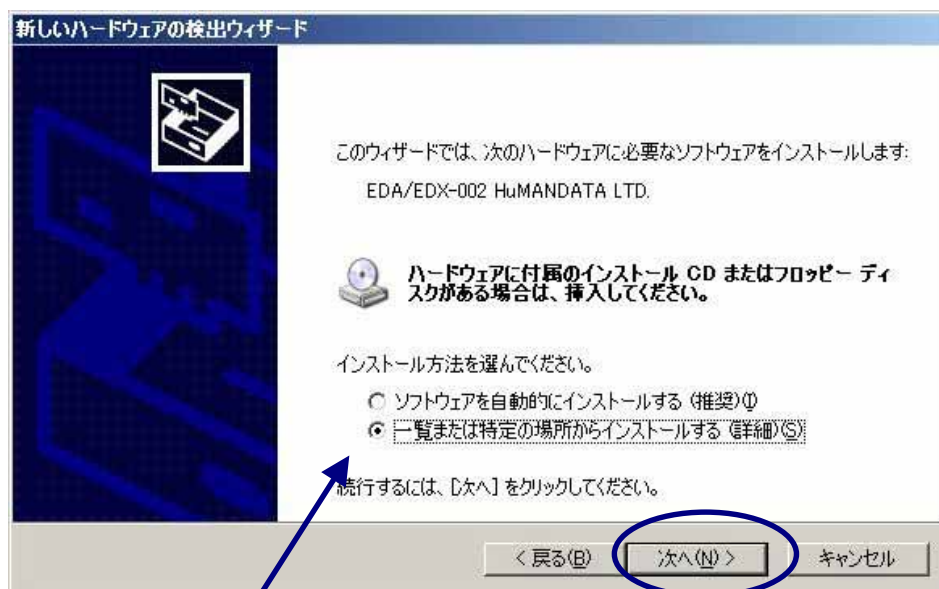 新しいハードウェアの検出ウィザード
このウィザードでは、次のハードウェアに必要なソフトウェアをインストールします:
EDA/EDX-002 HuMANDATA LTD.
ハードウェアに付属のインストール CD またはフロッピー ディ
スクがある場合は、挿入してください。
インストール方法を選んでください。
ソフトウェアを自動的にインストールする (推奨)(I)
一覧または特定の場所からインストールする (詳細)(S)
続行するには、[次へ] をクリックしてください。
< 戻る(B) 次へ(N) > キャンセル